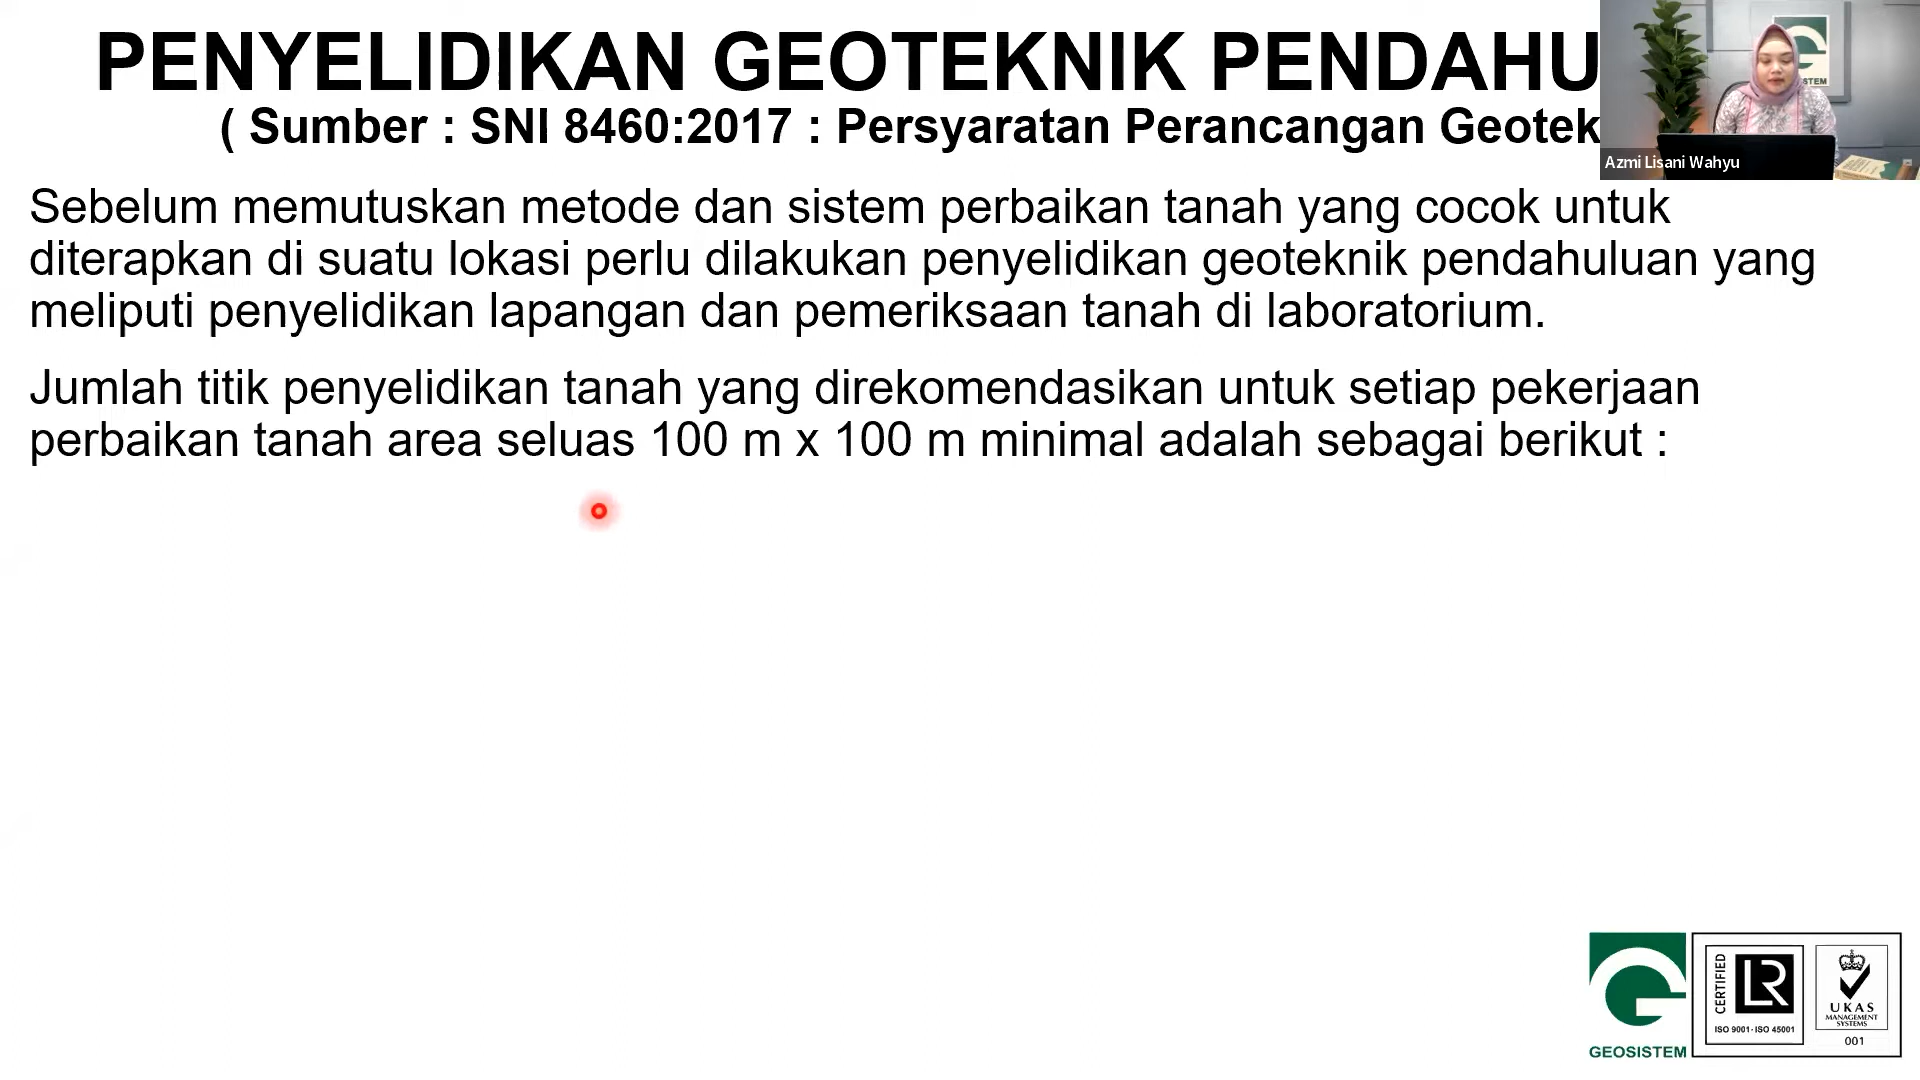 PENYELIDIKAN GEOTEKNIK PENDAHU
( Sumber : SNI 8460:2017 : Persyaratan Perancangan Geotek
STEM
Azmi Lisani Wahyu
Sebelum memutuskan metode dan sistem perbaikan tanah yang cocok untuk
diterapkan di suatu lokasi perlu dilakukan penyelidikan geoteknik pendahuluan yang
meliputi penyelidikan lapangan dan pemeriksaan tanah di laboratorium.
Jumlah titik penyelidikan tanah yang direkomendasikan untuk setiap pekerjaan
perbaikan tanah area seluas 100 m x 100 m minimal adalah sebagai berikut :
GEOSISTEM
CERTIFIED
LR
ISO 9001 · ISO 45001
UKAS
MANAGEMENT
SYSTEMS
001